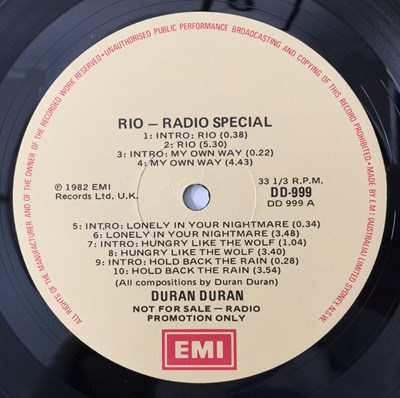 RIO — RADIO SPECIAL
1: INTRO: RIO (0.38)
2: RIO (5.30)
3: INTRO: MY OWN WAY (0.22)
4: MY OWN WAY (4.43)
℗ 1982 EMI
Records Ltd. U.K.
33 1/3 R.P.M.
DD-999
DD 999 A
5: INTRO: LONELY IN YOUR NIGHTMARE (0.34)
6: LONELY IN YOUR NIGHTMARE (3.48)
7: INTRO: HUNGRY LIKE THE WOLF (1.04)
8: HUNGRY LIKE THE WOLF (3.40)
9: INTRO: HOLD BACK THE RAIN (0.28)
10: HOLD BACK THE RAIN (3.54)
(All compositions by Duran Duran)
DURAN DURAN
NOT FOR SALE — RADIO
PROMOTION ONLY
EMI
ALL RIGHTS OF THE MANUFACTURER AND OF THE OWNER OF THE RECORDED WORK RESERVED • UNAUTHORISED PUBLIC PERFORMANCE BROADCASTING AND COPYING OF THIS RECORD PROHIBITED • MADE BY E M I (AUSTRALIA) LIMITED SYDNEY, N.S.W.